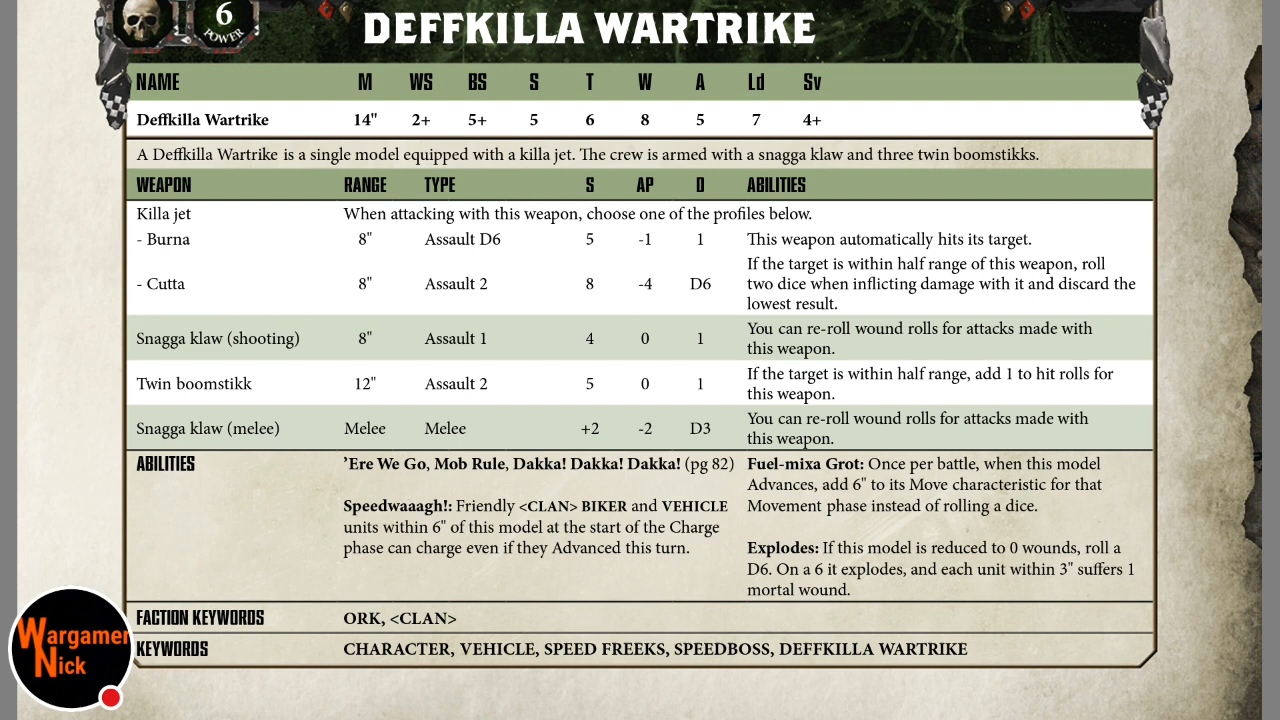 6
POWER
DEFFKILLA WARTRIKE
NAME M WS BS S T W A Ld Sv
Deffkilla Wartrike 14" 2+ 5+ 5 6 8 5 7 4+
A Deffkilla Wartrike is a single model equipped with a killa jet. The crew is armed with a snagga klaw and three twin boomstikks.
WEAPON RANGE TYPE S AP D ABILITIES
Killa jet When attacking with this weapon, choose one of the profiles below.
- Burna 8" Assault D6 5 -1 1 This weapon automatically hits its target.
- Cutta 8" Assault 2 8 -4 D6 If the target is within half range of this weapon, roll
two dice when inflicting damage with it and discard the
lowest result.
Snagga klaw (shooting) 8" Assault 1 4 0 1 You can re-roll wound rolls for attacks made with
this weapon.
Twin boomstikk 12" Assault 2 5 0 1 If the target is within half range, add 1 to hit rolls for
this weapon.
Snagga klaw (melee) Melee Melee +2 -2 D3 You can re-roll wound rolls for attacks made with
this weapon.
ABILITIES
’Ere We Go, Mob Rule, Dakka! Dakka! Dakka! (pg 82)
Speedwaaagh!: Friendly <CLAN> BIKER and VEHICLE
units within 6" of this model at the start of the Charge
phase can charge even if they Advanced this turn.
Fuel-mixa Grot: Once per battle, when this model
Advances, add 6" to its Move characteristic for that
Movement phase instead of rolling a dice.
Explodes: If this model is reduced to 0 wounds, roll a
D6. On a 6 it explodes, and each unit within 3" suffers 1
mortal wound.
FACTION KEYWORDS ORK, <CLAN>
KEYWORDS CHARACTER, VEHICLE, SPEED FREEKS, SPEEDBOSS, DEFFKILLA WARTRIKE
Wargamer
Nick